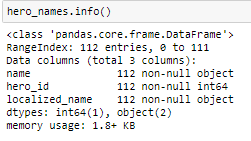 hero_names.info()
<class 'pandas.core.frame.DataFrame'>
RangeIndex: 112 entries, 0 to 111
Data columns (total 3 columns):
name              112 non-null object
hero_id           112 non-null int64
localized_name    112 non-null object
dtypes: int64(1), object(2)
memory usage: 1.8+ KB